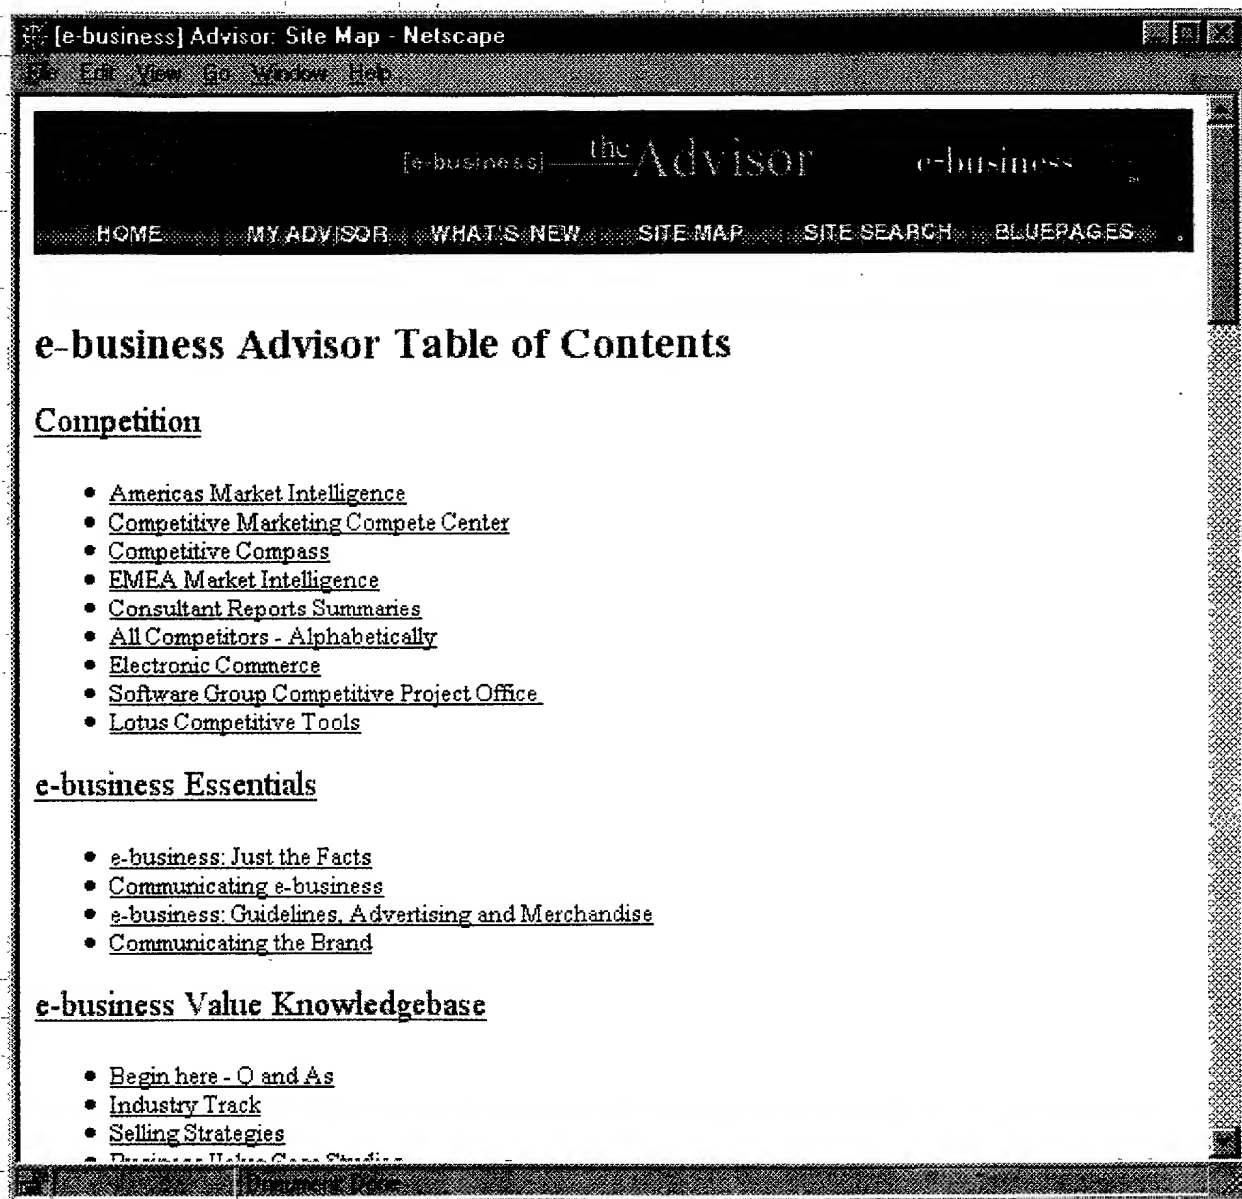 [e-business] Advisor: Site Map - Netscape
File Edit View Go Window Help
[e-business] the Advisor e-business
HOME MY ADVISOR WHAT'S NEW SITE MAP SITE SEARCH BLUEPAGES
e-business Advisor Table of Contents
Competition
Americas Market Intelligence
Competitive Marketing Compete Center
Competitive Compass
EMEA Market Intelligence
Consultant Reports Summaries
All Competitors - Alphabetically
Electronic Commerce
Software Group Competitive Project Office
Lotus Competitive Tools
e-business Essentials
e-business: Just the Facts
Communicating e-business
e-business: Guidelines, Advertising and Merchandise
Communicating the Brand
e-business Value Knowledgebase
Begin here - Q and As
Industry Track
Selling Strategies
Business Value Case Studies
Document: Done